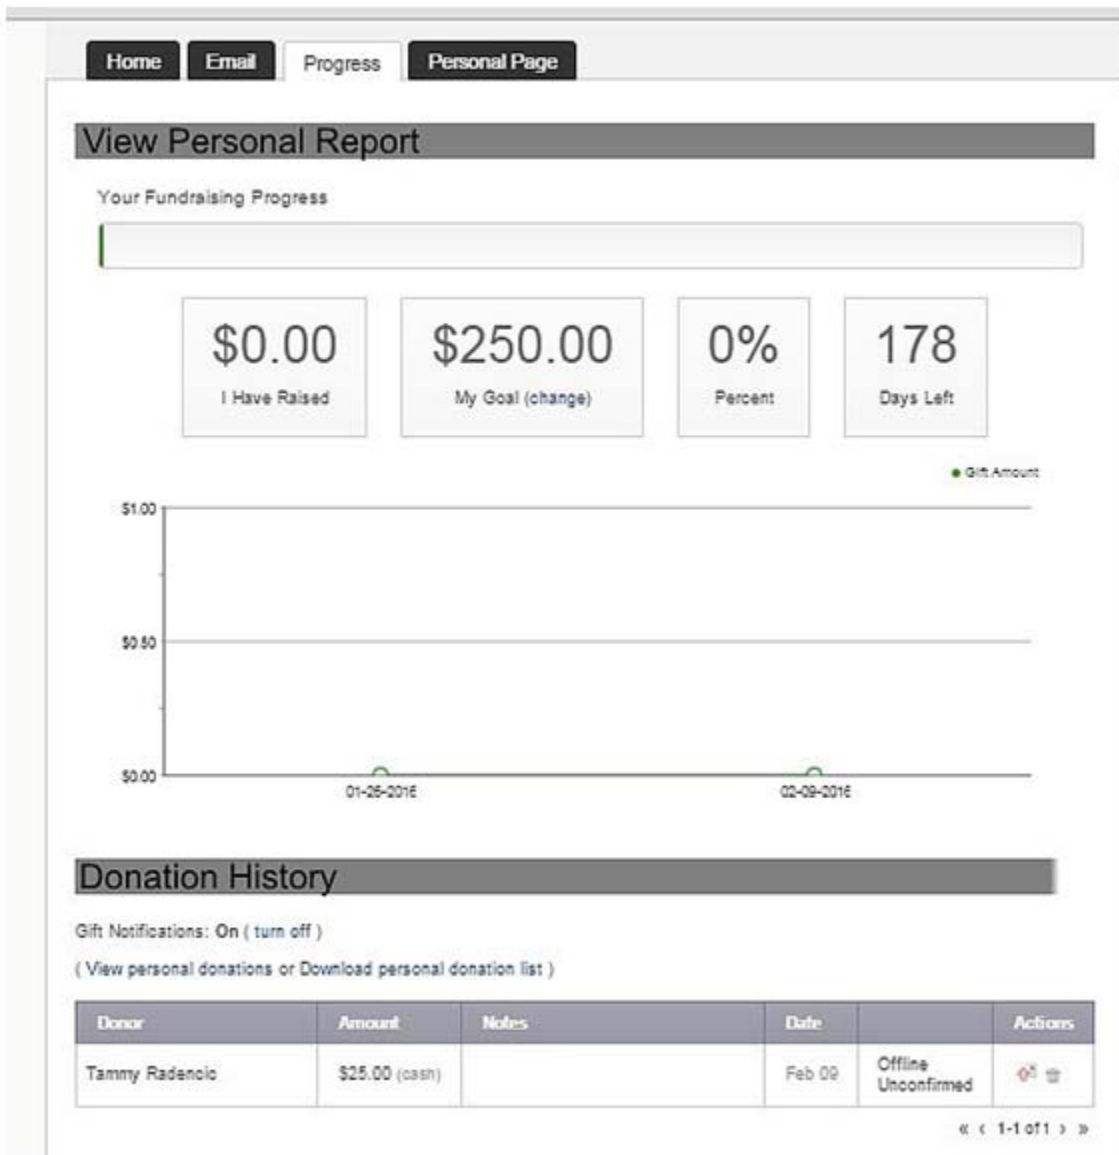 Home Email Progress Personal Page
View Personal Report
Your Fundraising Progress
$0.00 $250.00 0% 178
I Have Raised My Goal (change) Percent Days Left
Gift Amount
$1.00
$0.50
$0.00
01-26-2016 02-09-2016
Donation History
Gift Notifications: On ( turn off )
( View personal donations or Download personal donation list )
Donor Amount Notes Date Actions
Tammy Radencic $25.00 (cash) Feb 09 Offline
Unconfirmed
« ‹ 1-1 of 1 › »